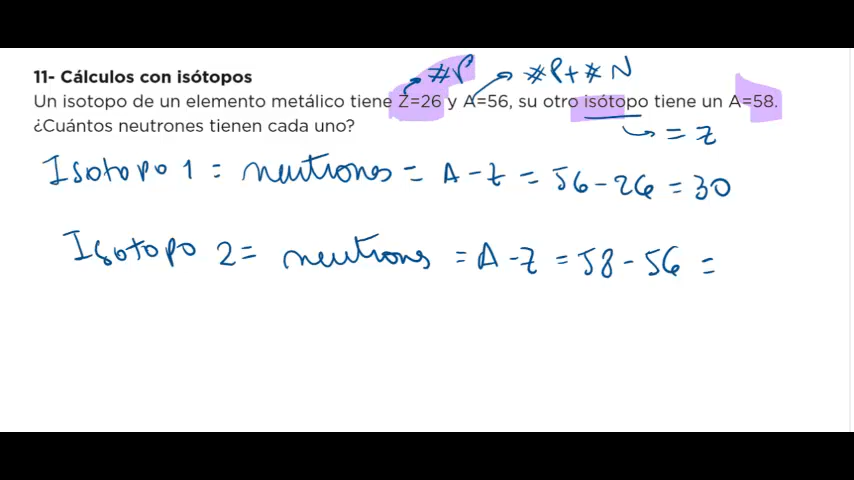 11- Cálculos con isótopos
#P
#P+#N
Un isotopo de un elemento metálico tiene Z=26 y A=56, su otro isótopo tiene un A=58.
¿Cuántos neutrones tienen cada uno?
= Z
Isotopo 1 = neutrones = A-Z = 56-26 = 30
Isotopo 2 = neutrons = A-Z = 58-56 =